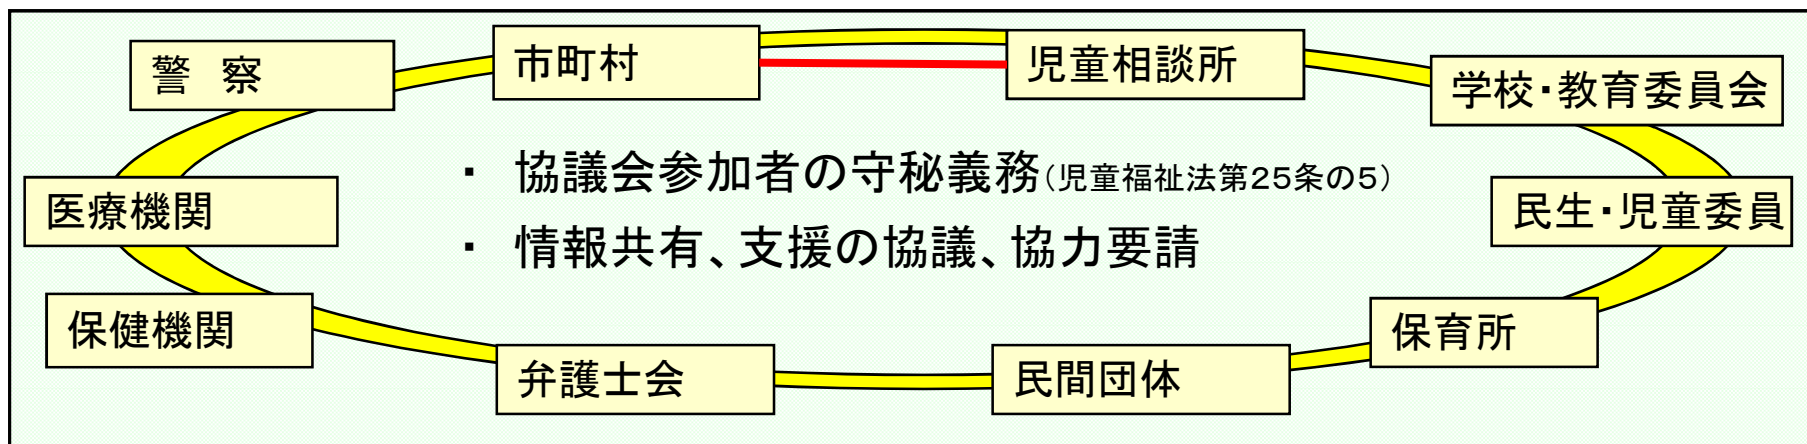 警　察
市町村
児童相談所
学校・教育委員会
・ 協議会参加者の守秘義務（児童福祉法第25条の5）
医療機関
民生・児童委員
・ 情報共有、支援の協議、協力要請
保健機関
保育所
弁護士会
民間団体